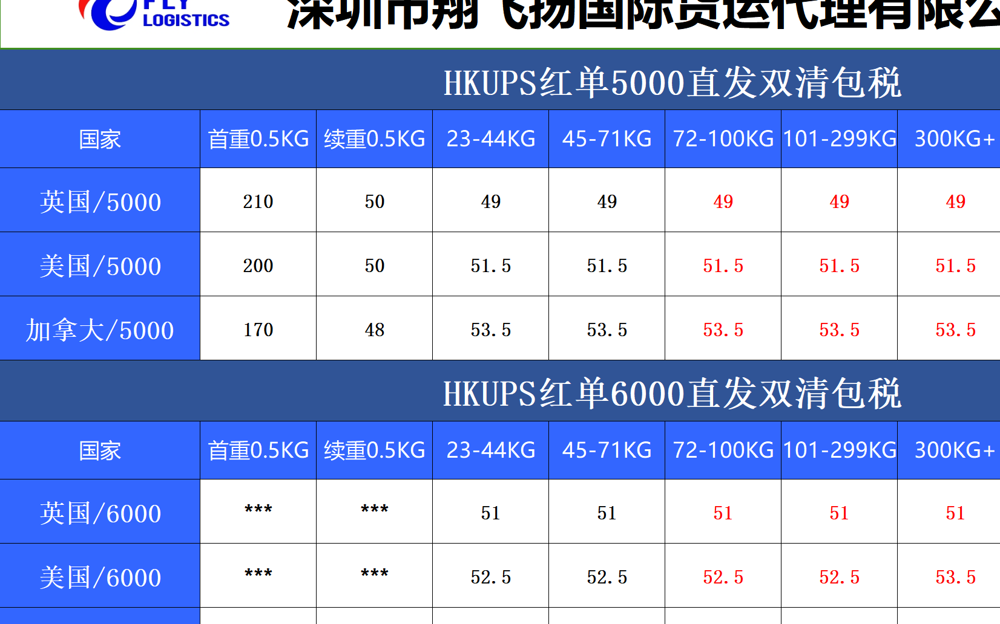 FLY
LOGISTICS
深圳市翔飞扬国际货运代理有限公
HKUPS红单5000直发双清包税
国家 首重0.5KG 续重0.5KG 23-44KG 45-71KG 72-100KG 101-299KG 300KG+
英国/5000 210 50 49 49 49 49 49
美国/5000 200 50 51.5 51.5 51.5 51.5 51.5
加拿大/5000 170 48 53.5 53.5 53.5 53.5 53.5
HKUPS红单6000直发双清包税
国家 首重0.5KG 续重0.5KG 23-44KG 45-71KG 72-100KG 101-299KG 300KG+
英国/6000 *** *** 51 51 51 51 51
美国/6000 *** *** 52.5 52.5 52.5 52.5 53.5